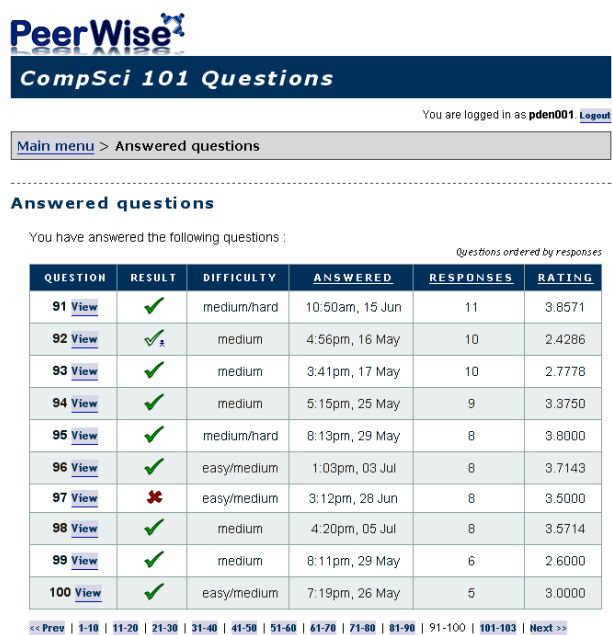 PeerWise
CompSci 101 Questions
You are logged in as pden001. Logout
Main menu > Answered questions
Answered questions
You have answered the following questions :
Questions ordered by responses
QUESTION RESULT DIFFICULTY ANSWERED RESPONSES RATING
91 View medium/hard 10:50am, 15 Jun 11 3.8571
92 View medium 4:56pm, 16 May 10 2.4286
93 View medium 3:41pm, 17 May 10 2.7778
94 View medium 5:15pm, 25 May 9 3.3750
95 View medium/hard 8:13pm, 29 May 8 3.8000
96 View easy/medium 1:03pm, 03 Jul 8 3.7143
97 View easy/medium 3:12pm, 28 Jun 8 3.5000
98 View medium 4:20pm, 05 Jul 8 3.5714
99 View medium 8:11pm, 29 May 6 2.6000
100 View easy/medium 7:19pm, 26 May 5 3.0000
<< Prev | 1-10 | 11-20 | 21-30 | 31-40 | 41-50 | 51-60 | 61-70 | 71-80 | 81-90 | 91-100 | 101-103 | Next >>